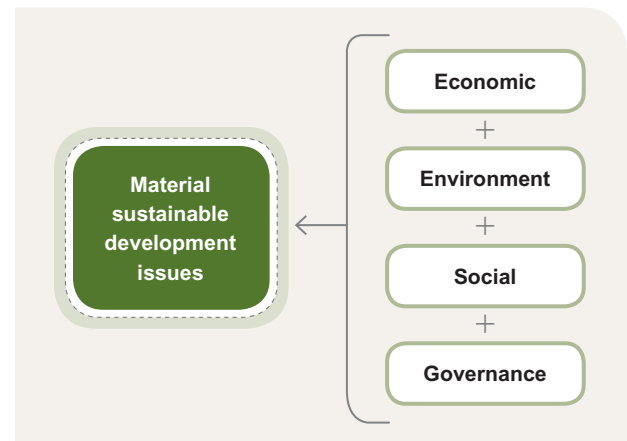 Material
sustainable
development
issues
Economic
+
Environment
+
Social
+
Governance